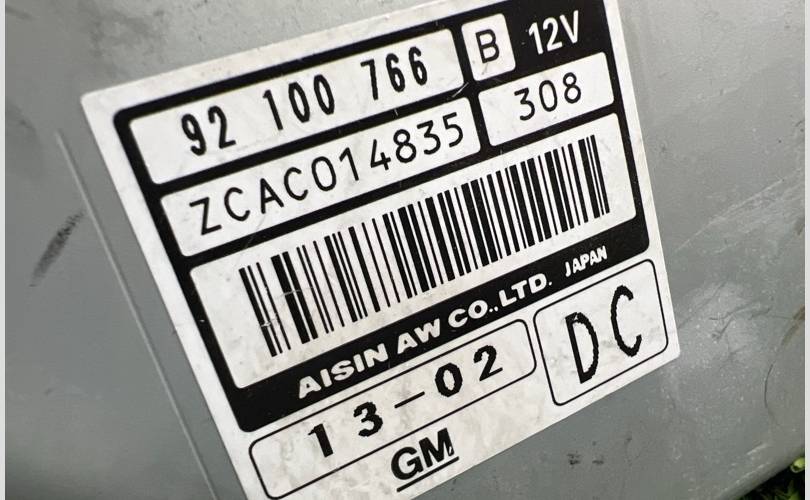 92 100 766 B 12V
ZCAC014835 308
AISIN AW CO.,LTD. JAPAN
13-02 DC
GM